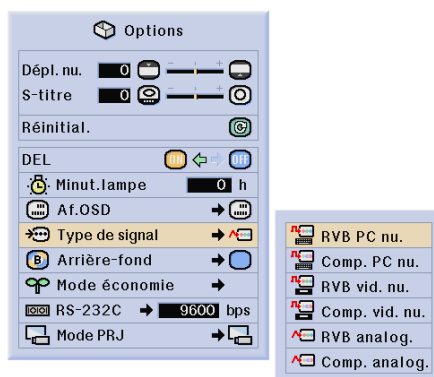 Options
Dépl. nu. 0
S-titre 0
Réinitial.
DEL ON OFF
Minut.lampe 0 h
Af.OSD
Type de signal
B Arrière-fond
Mode économie
RS-232C 9600 bps
Mode PRJ
RVB PC nu.
Comp. PC nu.
RVB vid. nu.
Comp. vid. nu.
RVB analog.
Comp. analog.